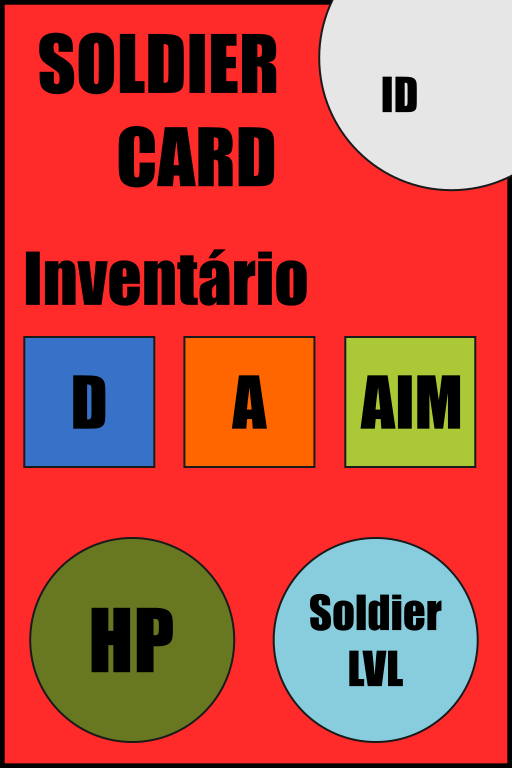 SOLDIER
CARD
ID
Inventário
D
A
AIM
HP
Soldier
LVL